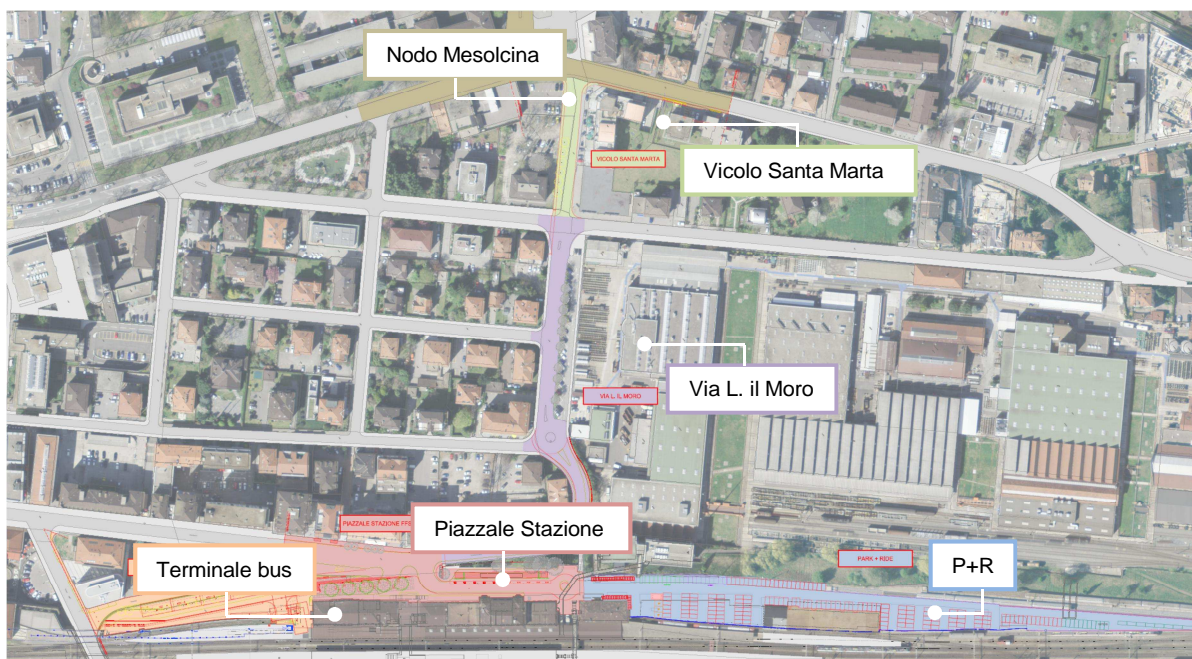 Nodo Mesolcina
VICOLO SANTA MARTA
Vicolo Santa Marta
Via L. il Moro
VIA L. IL MORO
Piazzale Stazione
PIAZZALE STAZIONE FFS
PARK + RIDE
Terminale bus
P+R